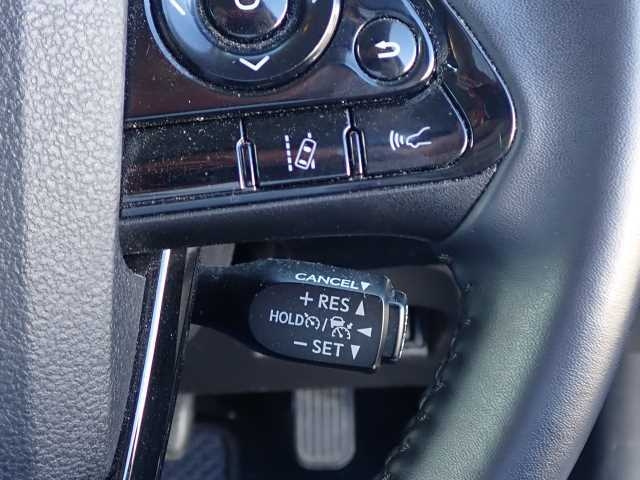 CANCEL▼
+ RES ▲
HOLD / ◀
− SET ▼